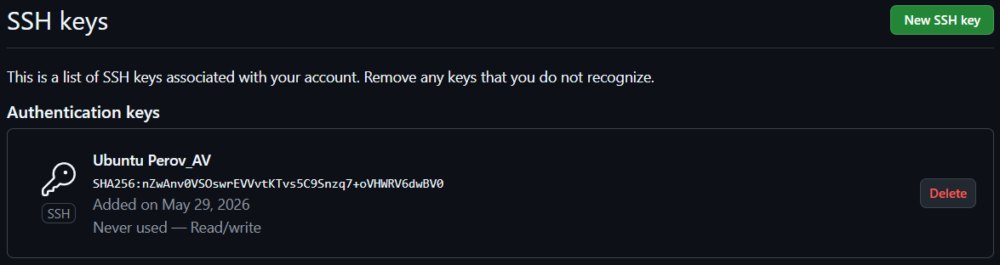 SSH keys
New SSH key
This is a list of SSH keys associated with your account. Remove any keys that you do not recognize.
Authentication keys
Ubuntu Perov_AV
SHA256:nZwAnv0VSOswrEVVvtKTvs5C9Snzq7+oVHWRV6dwBV0
Added on May 29, 2026
Never used — Read/write
SSH
Delete